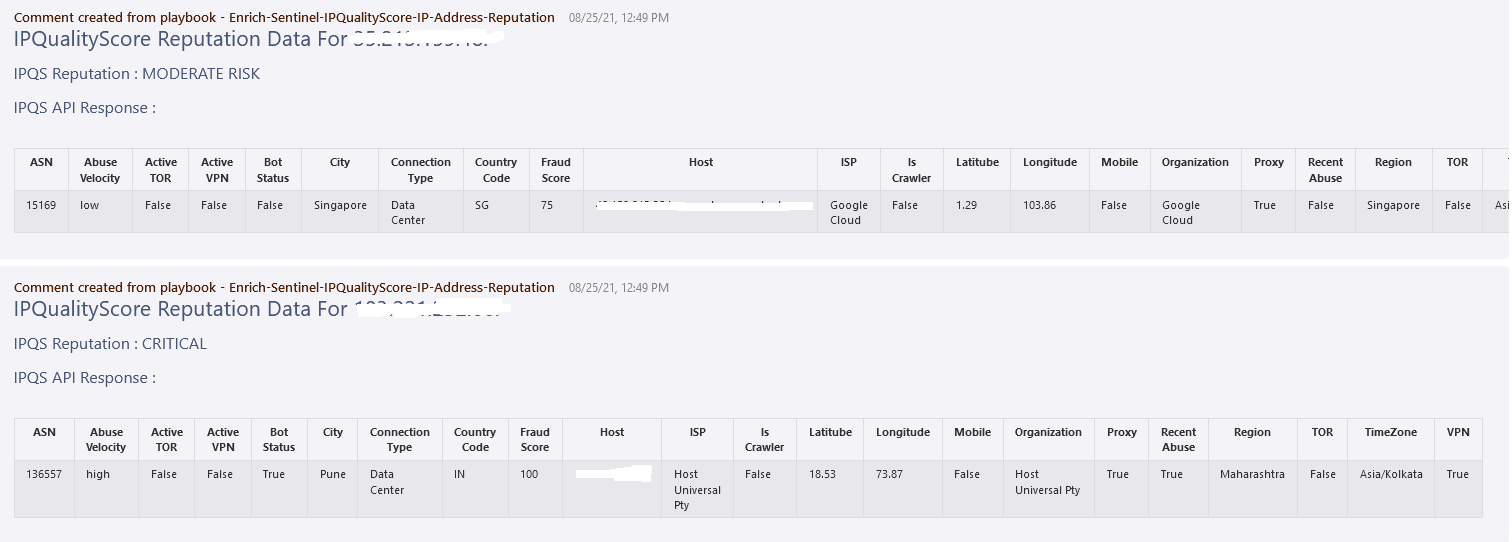 Comment created from playbook - Enrich-Sentinel-IPQualityScore-IP-Address-Reputation 08/25/21, 12:49 PM
IPQualityScore Reputation Data For
IPQS Reputation : MODERATE RISK
IPQS API Response :
ASN Abuse Velocity Active TOR Active VPN Bot Status City Connection Type Country Code Fraud Score Host ISP Is Crawler Latitube Longitude Mobile Organization Proxy Recent Abuse Region TOR
15169 low False False False Singapore Data Center SG 75 Google Cloud False 1.29 103.86 False Google Cloud True False Singapore False Asi
Comment created from playbook - Enrich-Sentinel-IPQualityScore-IP-Address-Reputation 08/25/21, 12:49 PM
IPQualityScore Reputation Data For
IPQS Reputation : CRITICAL
IPQS API Response :
ASN Abuse Velocity Active TOR Active VPN Bot Status City Connection Type Country Code Fraud Score Host ISP Is Crawler Latitube Longitude Mobile Organization Proxy Recent Abuse Region TOR TimeZone VPN
136557 high False False True Pune Data Center IN 100 Host Universal Pty False 18.53 73.87 False Host Universal Pty True True Maharashtra False Asia/Kolkata True